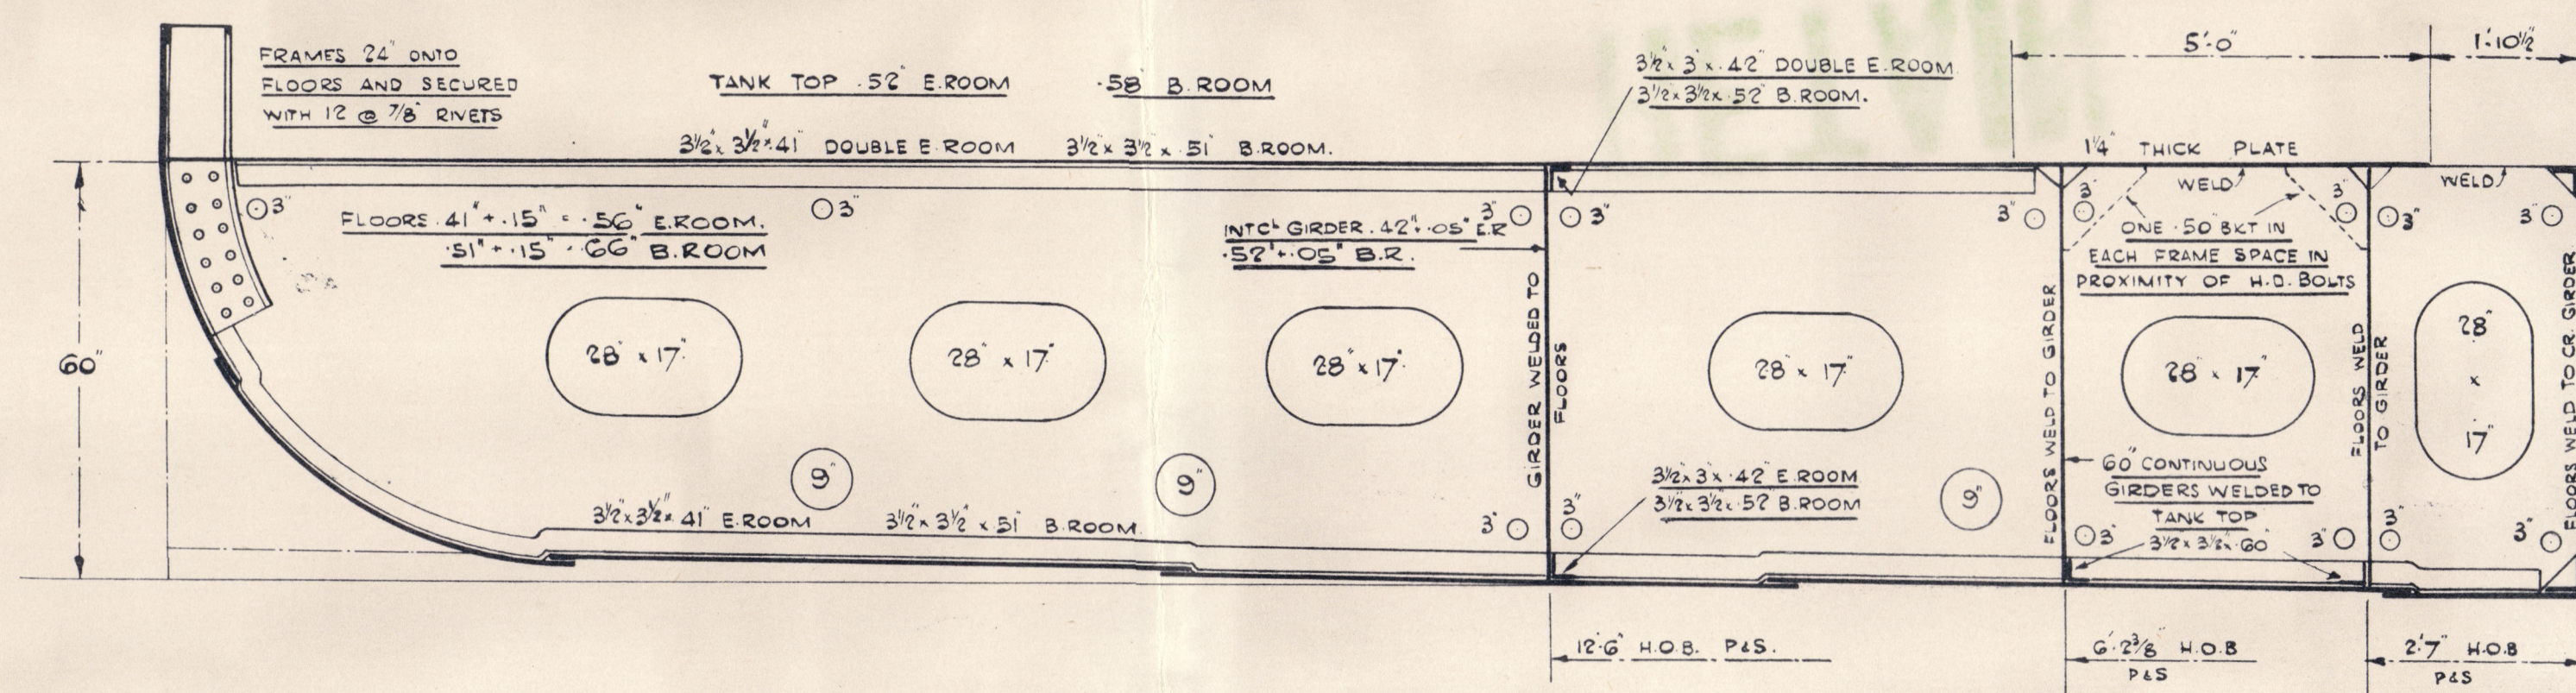 FRAMES 24" ONTO
FLOORS AND SECURED
WITH 12 @ 7/8" RIVETS
TANK TOP .52" E.ROOM .58" B.ROOM
3½" x 3½" x .41" DOUBLE E.ROOM 3½" x 3½" x .51" B.ROOM.
3½" x 3" x .42" DOUBLE E.ROOM
3½" x 3½" x .52" B.ROOM.
5'-0"
1'-10½"
1¼" THICK PLATE
WELD
WELD
60"
3"
FLOORS .41" + .15" = .56" E.ROOM.
.51" + .15" = .66" B.ROOM
3"
INTCL GIRDER .42" + .05" E.R
.52" + .05" B.R.
3"
3"
3"
3"
3"
3"
3"
ONE .50" BKT IN
EACH FRAME SPACE IN
PROXIMITY OF H.D. BOLTS
28" x 17"
28" x 17"
28" x 17"
28" x 17"
28" x 17"
28"
x
17"
GIRDER WELDED TO
FLOORS
FLOORS WELD TO GIRDER
FLOORS WELD
TO GIRDER
FLOORS WELD TO CR. GIRDER
9"
9"
9"
3½" x 3½" x .41" E.ROOM 3½" x 3½" x .51" B.ROOM.
3"
3"
3½" x 3" x .42" E.ROOM
3½" x 3½" x .52" B.ROOM
60" CONTINUOUS
GIRDERS WELDED TO
TANK TOP
3½" x 3½" x .60"
3"
3"
3"
3"
12'-6" H.O.B. P&S.
6'-2⅜" H.O.B
P&S
2'-7" H.O.B
P&S